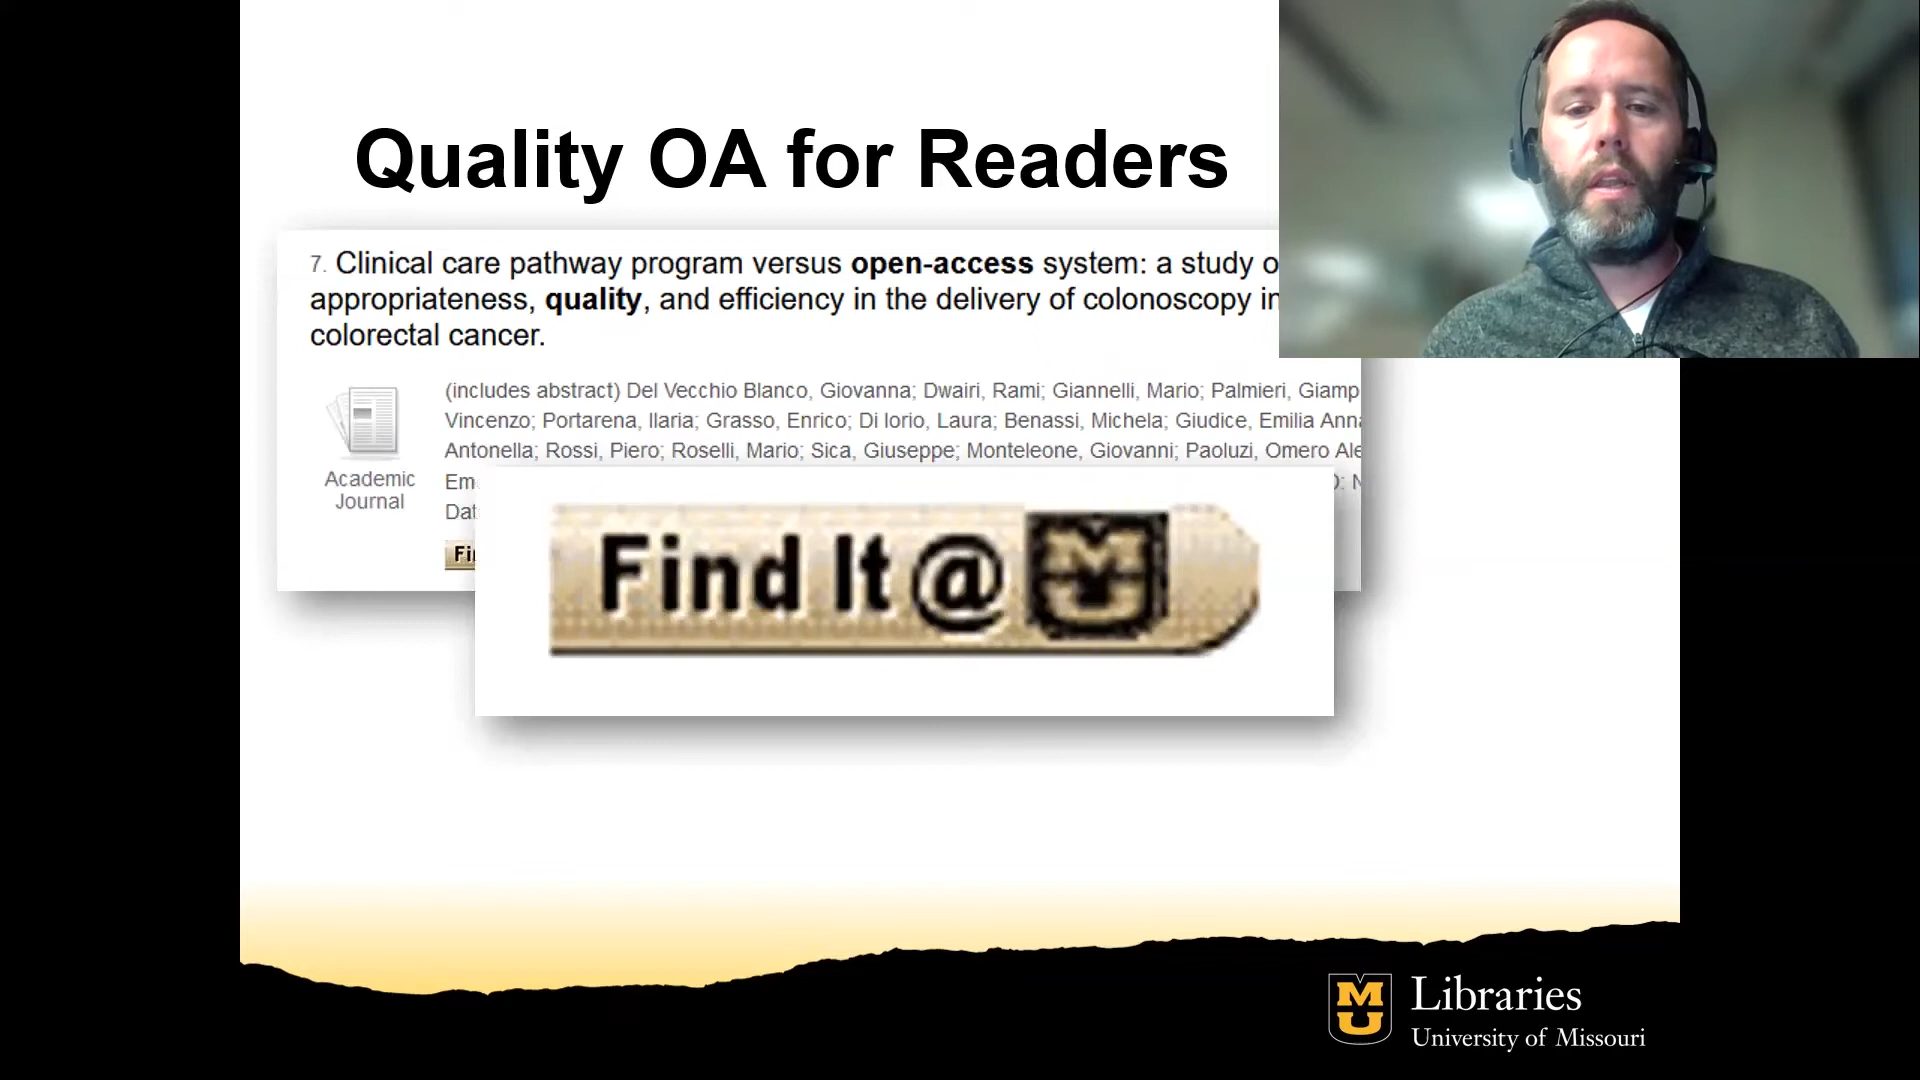 Quality OA for Readers
7. Clinical care pathway program versus open-access system: a study o
appropriateness, quality, and efficiency in the delivery of colonoscopy in
colorectal cancer.
(includes abstract) Del Vecchio Blanco, Giovanna; Dwairi, Rami; Giannelli, Mario; Palmieri, Giamp
Vincenzo; Portarena, Ilaria; Grasso, Enrico; Di Iorio, Laura; Benassi, Michela; Giudice, Emilia Anna
Antonella; Rossi, Piero; Roselli, Mario; Sica, Giuseppe; Monteleone, Giovanni; Paoluzi, Omero Ale
Academic
Journal
Find It @ MU
MU Libraries
University of Missouri